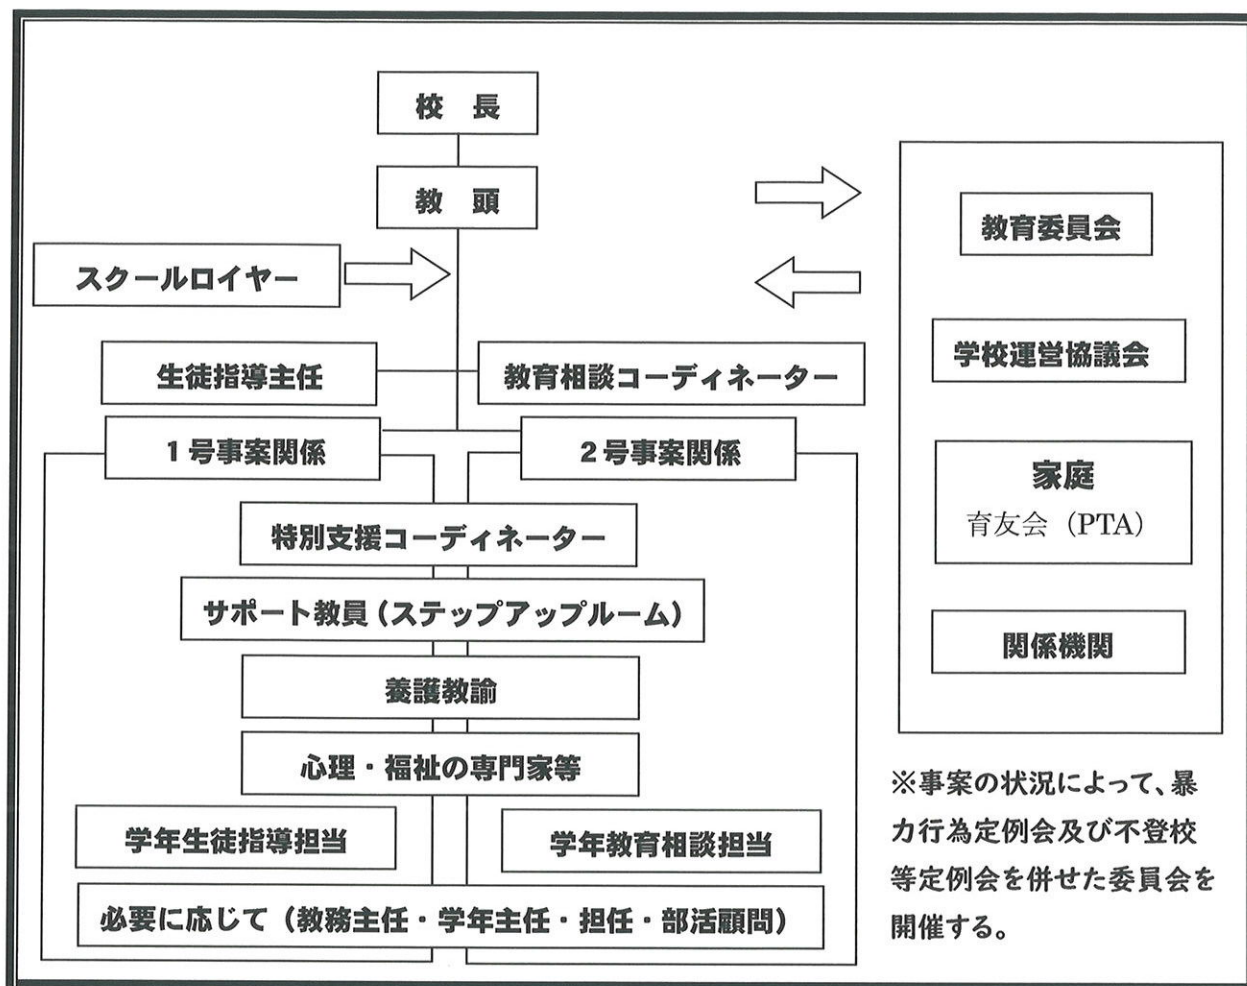 校　長
教　頭
スクールロイヤー
生徒指導主任
教育相談コーディネーター
1号事案関係
2号事案関係
特別支援コーディネーター
サポート教員（ステップアップルーム）
養護教諭
心理・福祉の専門家等
学年生徒指導担当
学年教育相談担当
必要に応じて（教務主任・学年主任・担任・部活顧問）
教育委員会
学校運営協議会
家庭
育友会（PTA）
関係機関
※事案の状況によって、暴
力行為定例会及び不登校
等定例会を併せた委員会を
開催する。